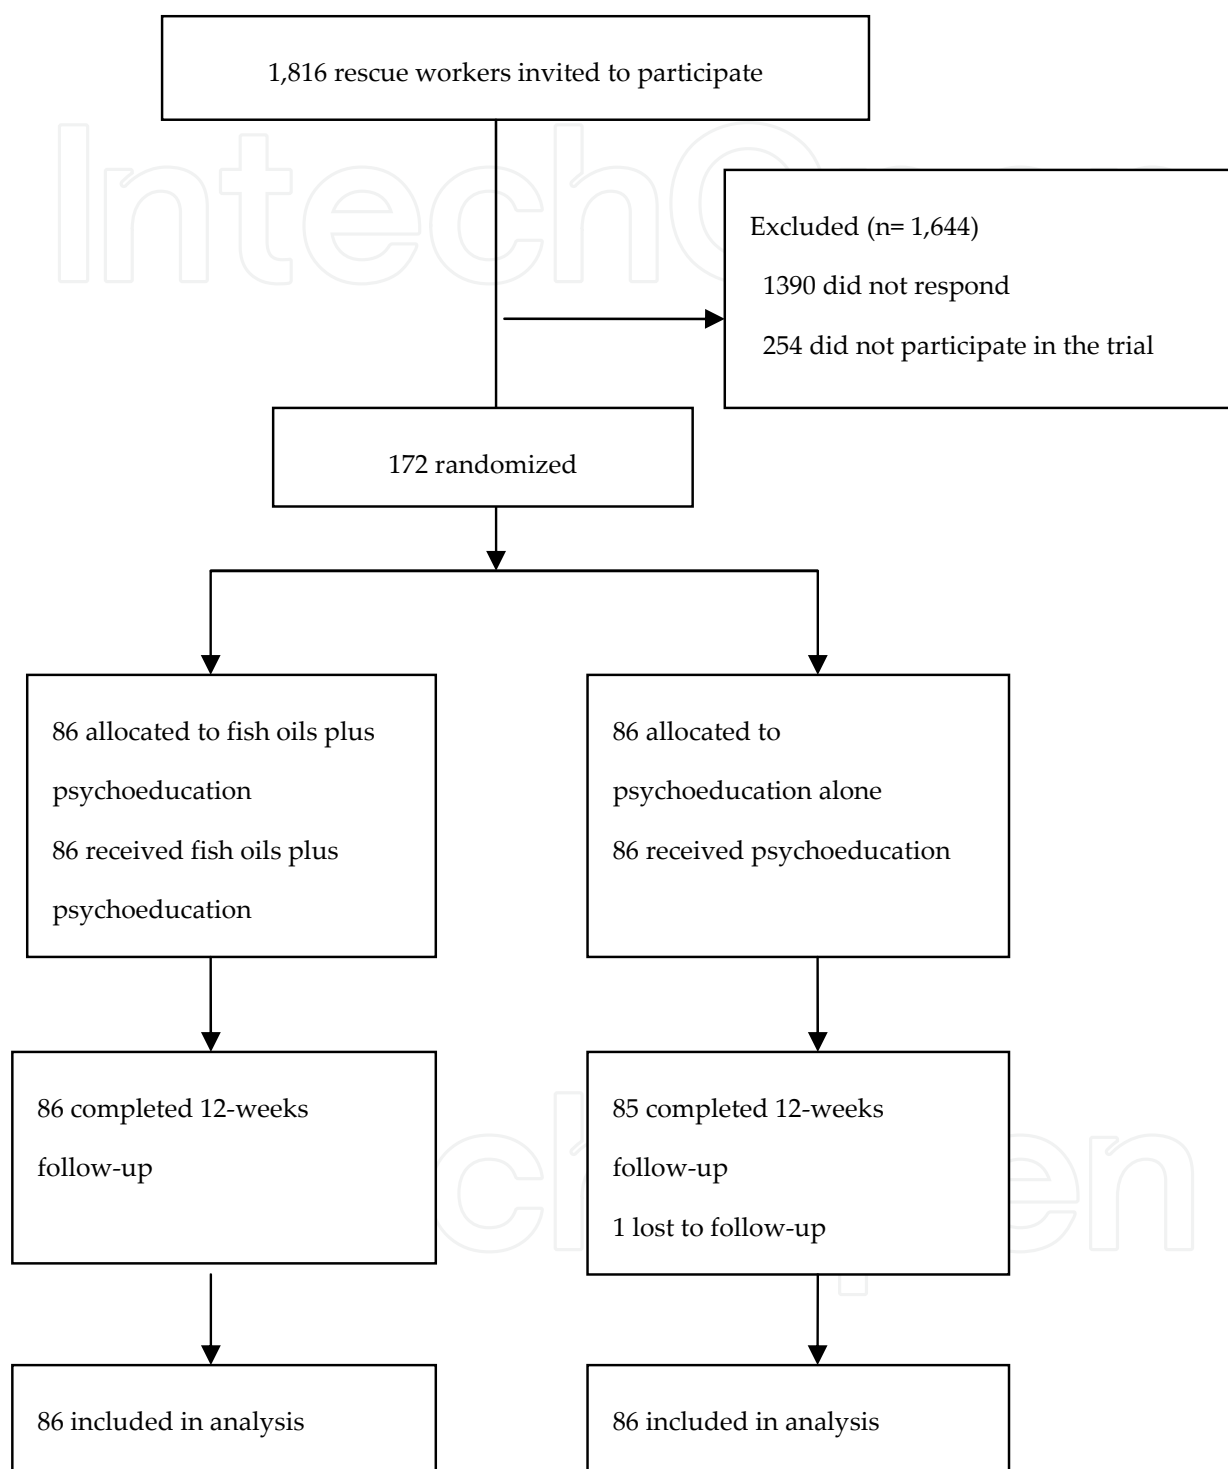 1,816 rescue workers invited to participate
Excluded (n= 1,644)
1390 did not respond
254 did not participate in the trial
172 randomized
86 allocated to fish oils plus
psychoeducation
86 received fish oils plus
psychoeducation
86 allocated to
psychoeducation alone
86 received psychoeducation
86 completed 12-weeks
follow-up
85 completed 12-weeks
follow-up
1 lost to follow-up
86 included in analysis
86 included in analysis